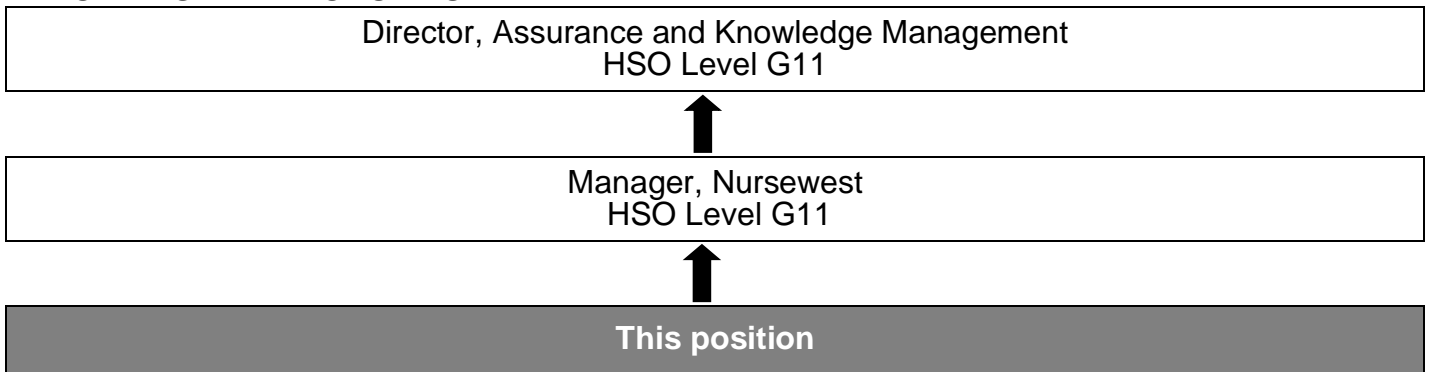 Director, Assurance and Knowledge Management
HSO Level G11
Manager, Nursewest
HSO Level G11
This position